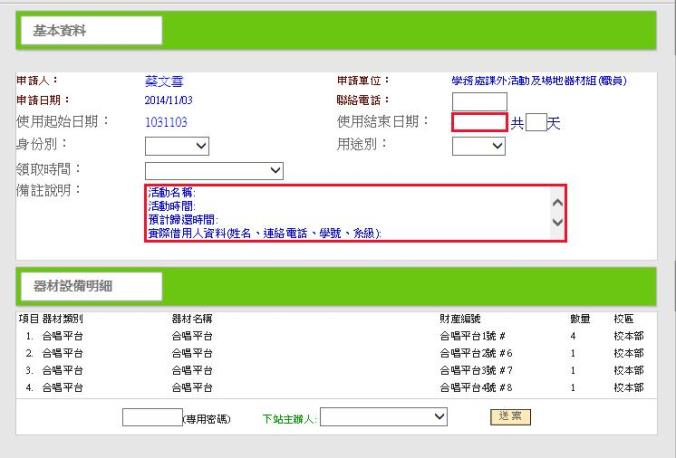 基本資料
申請人： 蔡文雪 申請單位： 學務處課外活動及場地器材組(職員)
申請日期： 2014/11/03 聯絡電話：
使用起始日期： 1031103 使用結束日期： 共 天
身份別： 用途別：
領取時間：
備註說明： 活動名稱:
活動時間:
預計歸還時間:
實際借用人資料(姓名、連絡電話、學號、系級):
器材設備明細
項目 器材類別 器材名稱 財產編號 數量 校區
1. 合唱平台 合唱平台 合唱平台1號 # 4 校本部
2. 合唱平台 合唱平台 合唱平台2號 #6 1 校本部
3. 合唱平台 合唱平台 合唱平台3號 #7 1 校本部
4. 合唱平台 合唱平台 合唱平台4號 #8 1 校本部
(專用密碼) 下站主辦人: 送案